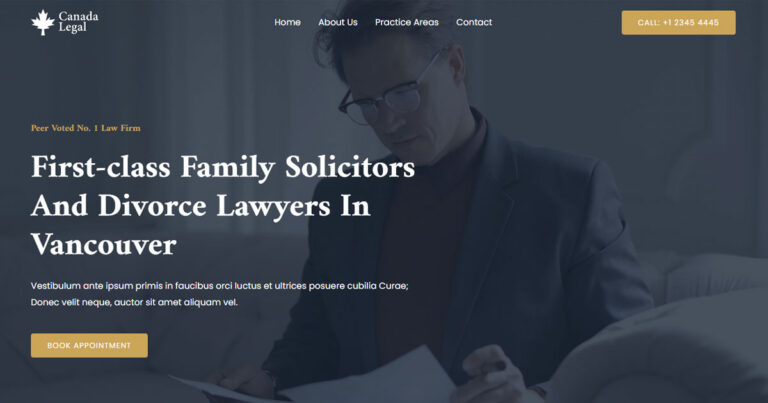 Canada
Legal
Home
About Us
Practice Areas
Contact
CALL: +1 2345 4445
Peer Voted No. 1 Law Firm
First-class Family Solicitors
And Divorce Lawyers In
Vancouver
Vestibulum ante ipsum primis in faucibus orci luctus et ultrices posuere cubilia Curae;
Donec velit neque, auctor sit amet aliquam vel.
BOOK APPOINTMENT